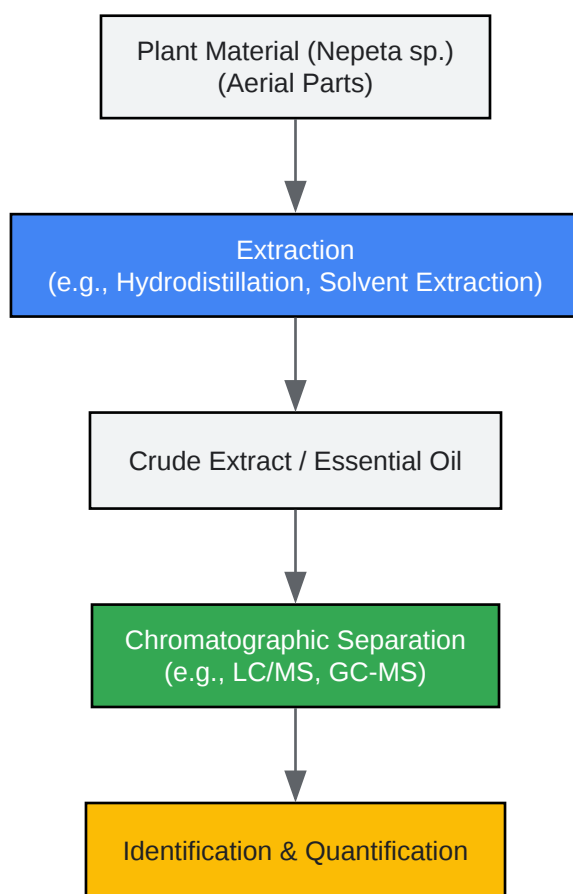 Plant Material (Nepeta sp.)
(Aerial Parts)
Extraction
(e.g., Hydrodistillation, Solvent Extraction)
Crude Extract / Essential Oil
Chromatographic Separation
(e.g., LC/MS, GC-MS)
Identification & Quantification